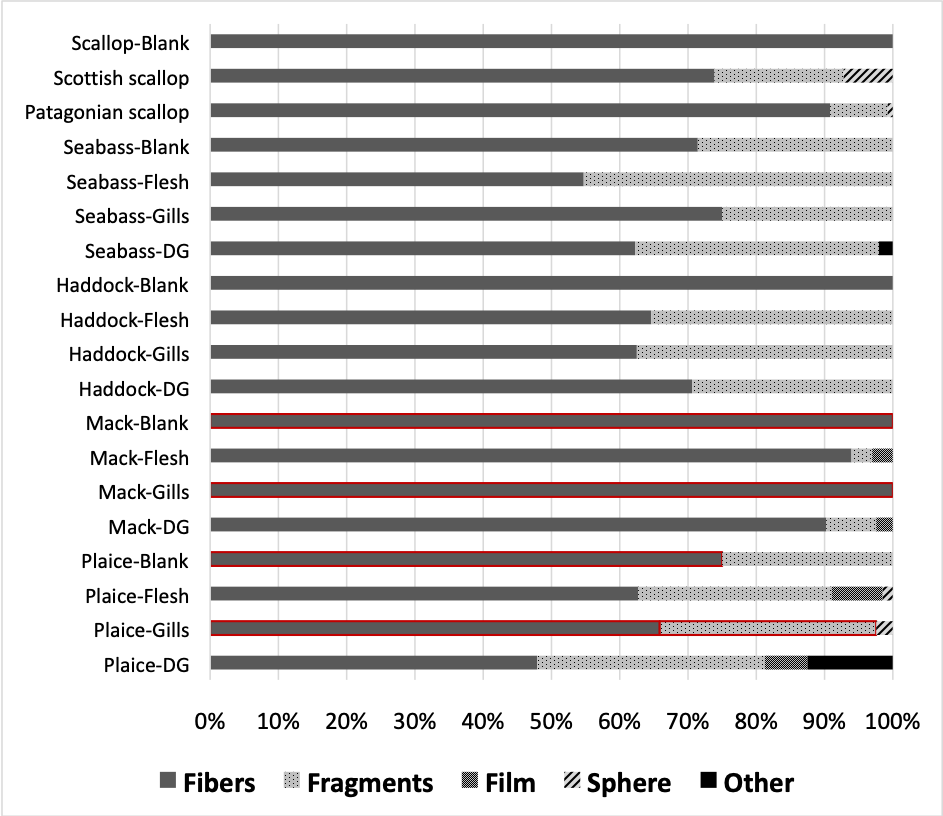 Scallop-Blank
Scottish scallop
Patagonian scallop
Seabass-Blank
Seabass-Flesh
Seabass-Gills
Seabass-DG
Haddock-Blank
Haddock-Flesh
Haddock-Gills
Haddock-DG
Mack-Blank
Mack-Flesh
Mack-Gills
Mack-DG
Plaice-Blank
Plaice-Flesh
Plaice-Gills
Plaice-DG
0% 10% 20% 30% 40% 50% 60% 70% 80% 90% 100%
Fibers Fragments Film Sphere Other